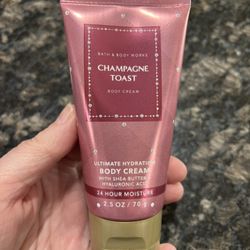 BATH & BODY WORKS
CHAMPAGNE
TOAST
BODY CREAM
ULTIMATE HYDRATION
BODY CREAM
WITH SHEA BUTTER +
HYALURONIC ACID
24 HOUR MOISTURE
2.5 OZ / 70 g